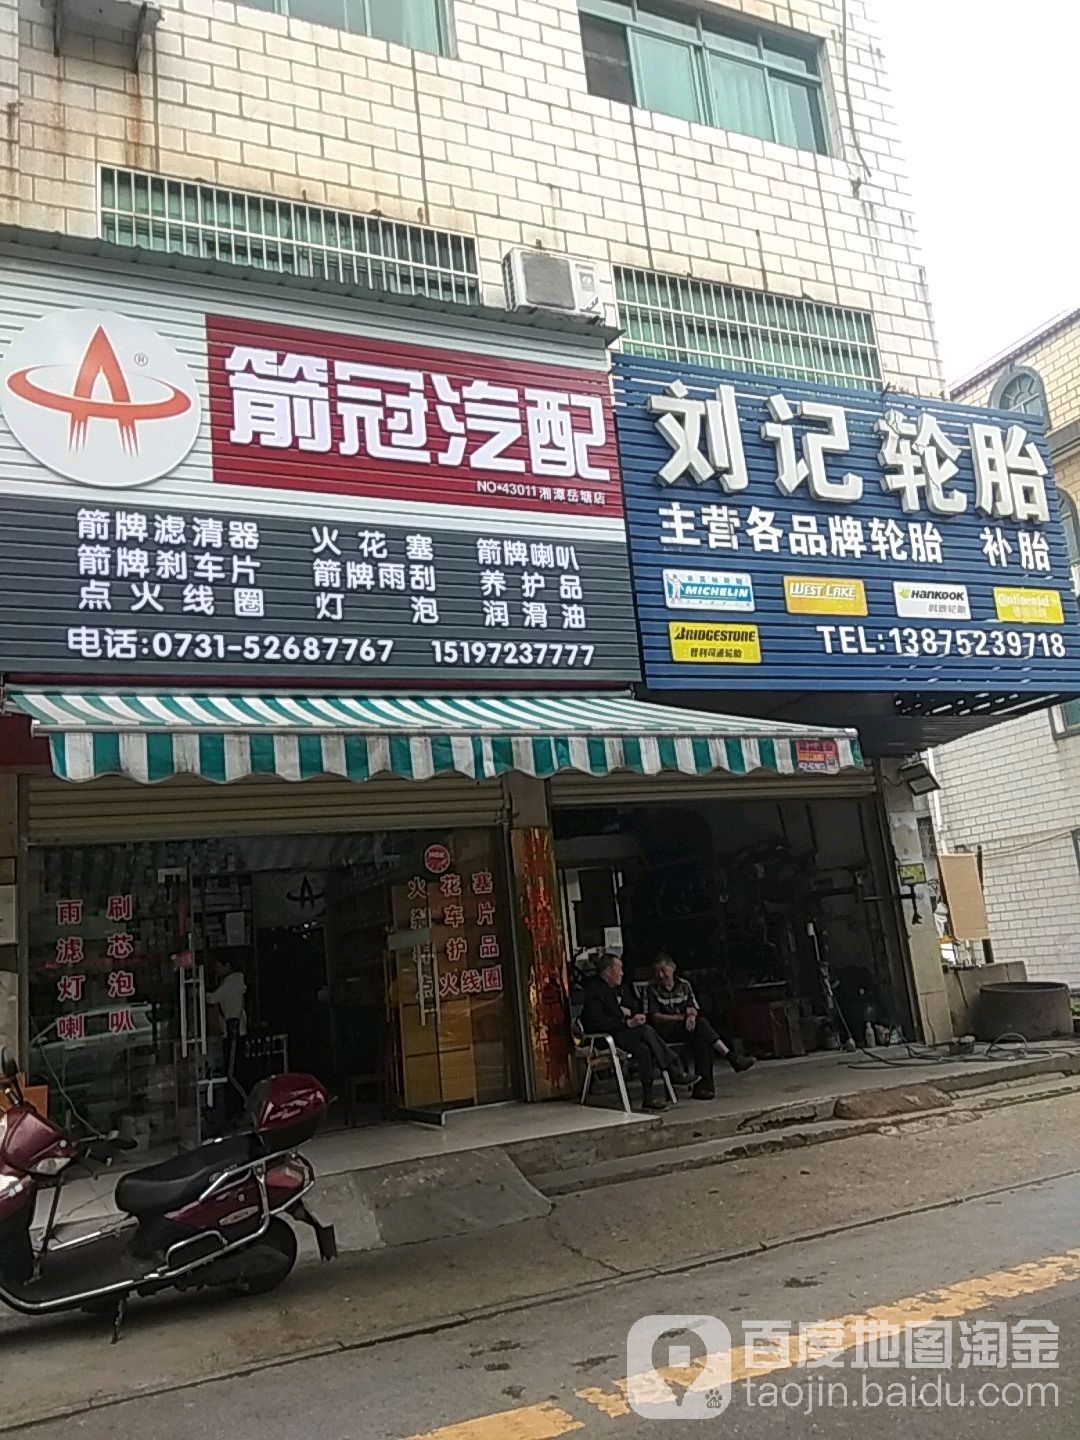 箭冠汽配
NO•43011湘潭岳塘店
箭牌滤清器 火花塞 箭牌喇叭
箭牌刹车片 箭牌雨刮 养护品
点火线圈 灯泡 润滑油
电话:0731-52687767 15197237777
刘记轮胎
主营各品牌轮胎 补胎
MICHELIN
WEST LAKE
HANKOOK
韩泰轮胎
Continental
BRIDGESTONE
普利司通轮胎
TEL:13875239718
NGK
雨刷
滤芯
灯泡
喇叭
火花塞
刹车片
护品
点火线圈
百度地图淘金
taojin.baidu.com